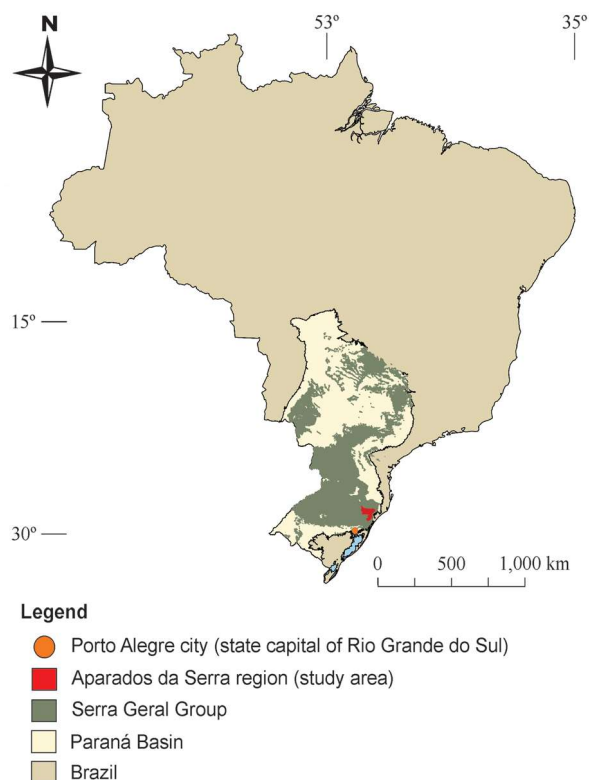 N
53º
35º
15º
30º
0
500
1,000 km
Legend
Porto Alegre city (state capital of Rio Grande do Sul)
Aparados da Serra region (study area)
Serra Geral Group
Paraná Basin
Brazil